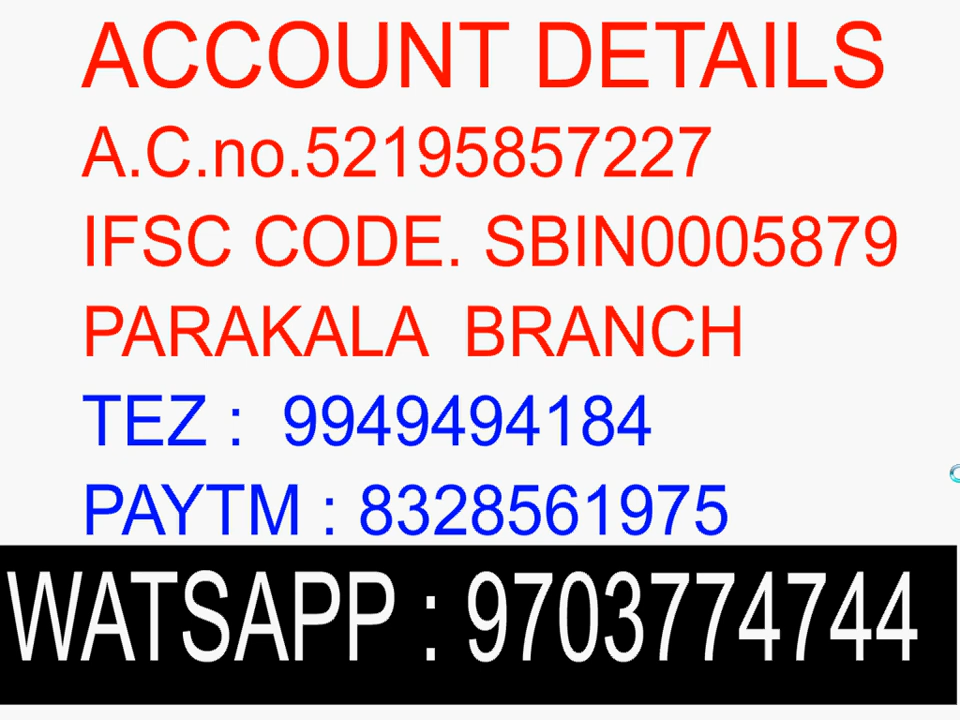 ACCOUNT DETAILS
A.C.no.52195857227
IFSC CODE. SBIN0005879
PARAKALA BRANCH
TEZ : 9949494184
PAYTM : 8328561975
WATSAPP : 9703774744